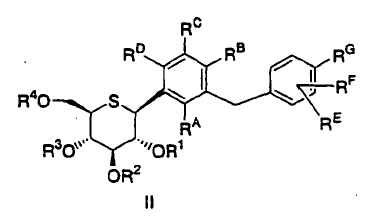 R^C
R^D R^B R^G
R^4O S R^F
R^A R^E
R^3O OR^1
OR^2
II